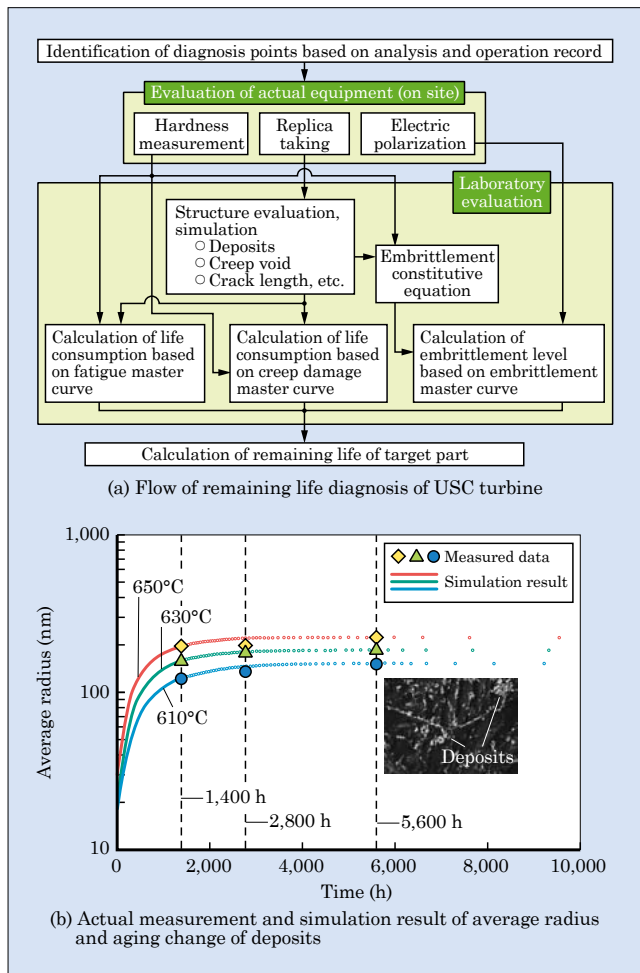 Identification of diagnosis points based on analysis and operation record
Evaluation of actual equipment (on site)
Hardness
measurement
Replica
taking
Electric
polarization
Laboratory
evaluation
Structure evaluation,
simulation
○ Deposits
○ Creep void
○ Crack length, etc.
Embrittlement
constitutive
equation
Calculation of life
consumption based
on fatigue master
curve
Calculation of life
consumption based
on creep damage
master curve
Calculation of
embrittlement level
based on embrittlement
master curve
Calculation of remaining life of target part
(a) Flow of remaining life diagnosis of USC turbine
1,000
100
10
Average radius (nm)
650°C
630°C
610°C
Measured data
Simulation result
Deposits
1,400 h
2,800 h
5,600 h
0
2,000
4,000
6,000
8,000
10,000
Time (h)
(b) Actual measurement and simulation result of average radius
and aging change of deposits